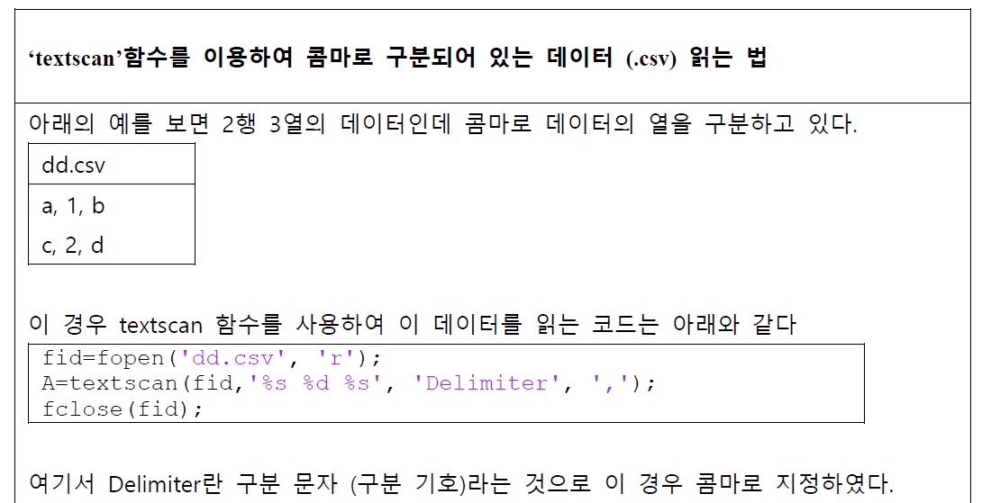 ‘textscan’함수를 이용하여 콤마로 구분되어 있는 데이터 (.csv) 읽는 법
아래의 예를 보면 2행 3열의 데이터인데 콤마로 데이터의 열을 구분하고 있다.
dd.csv
a, 1, b
c, 2, d
이 경우 textscan 함수를 사용하여 이 데이터를 읽는 코드는 아래와 같다
fid=fopen('dd.csv', 'r');
A=textscan(fid,'%s %d %s', 'Delimiter', ',');
fclose(fid);
여기서 Delimiter란 구분 문자 (구분 기호)라는 것으로 이 경우 콤마로 지정하였다.